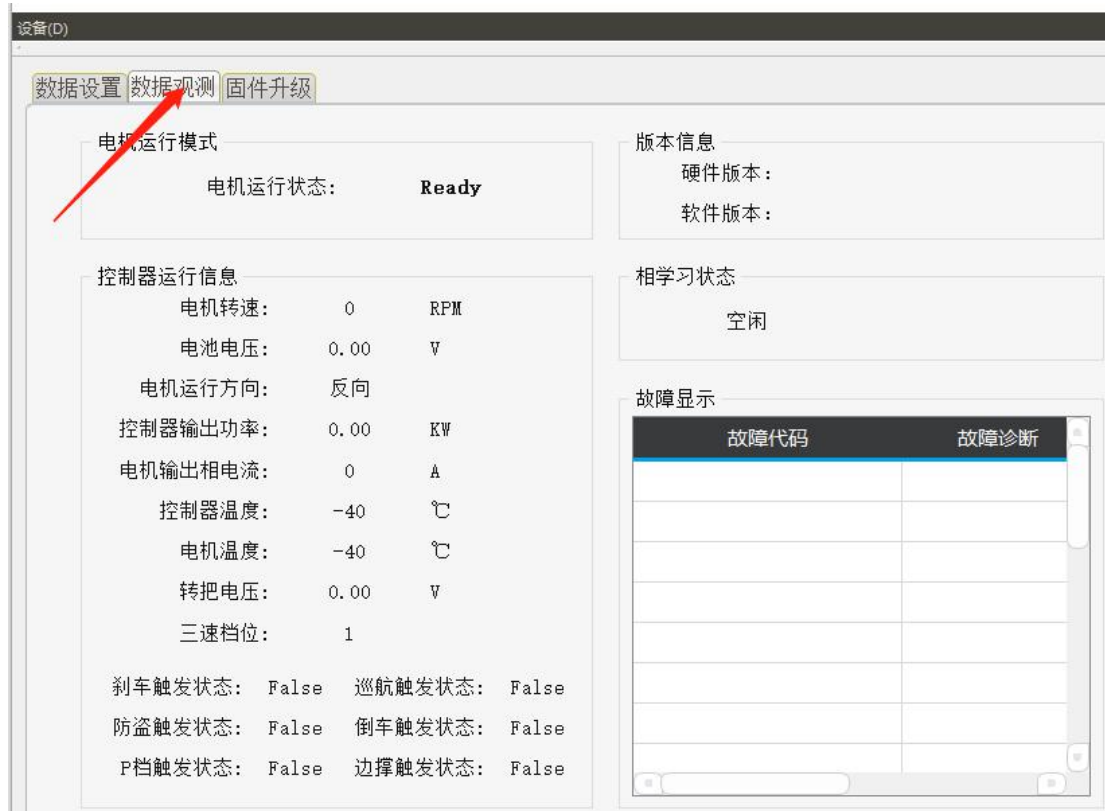 设备(D)
数据设置 数据观测 固件升级
电机运行模式
电机运行状态: Ready
版本信息
硬件版本:
软件版本:
控制器运行信息
电机转速: 0 RPM
电池电压: 0.00 V
电机运行方向: 反向
控制器输出功率: 0.00 KW
电机输出相电流: 0 A
控制器温度: -40 ℃
电机温度: -40 ℃
转把电压: 0.00 V
三速档位: 1
刹车触发状态: False 巡航触发状态: False
防盗触发状态: False 倒车触发状态: False
P档触发状态: False 边撑触发状态: False
相学习状态
空闲
故障显示
故障代码 故障诊断